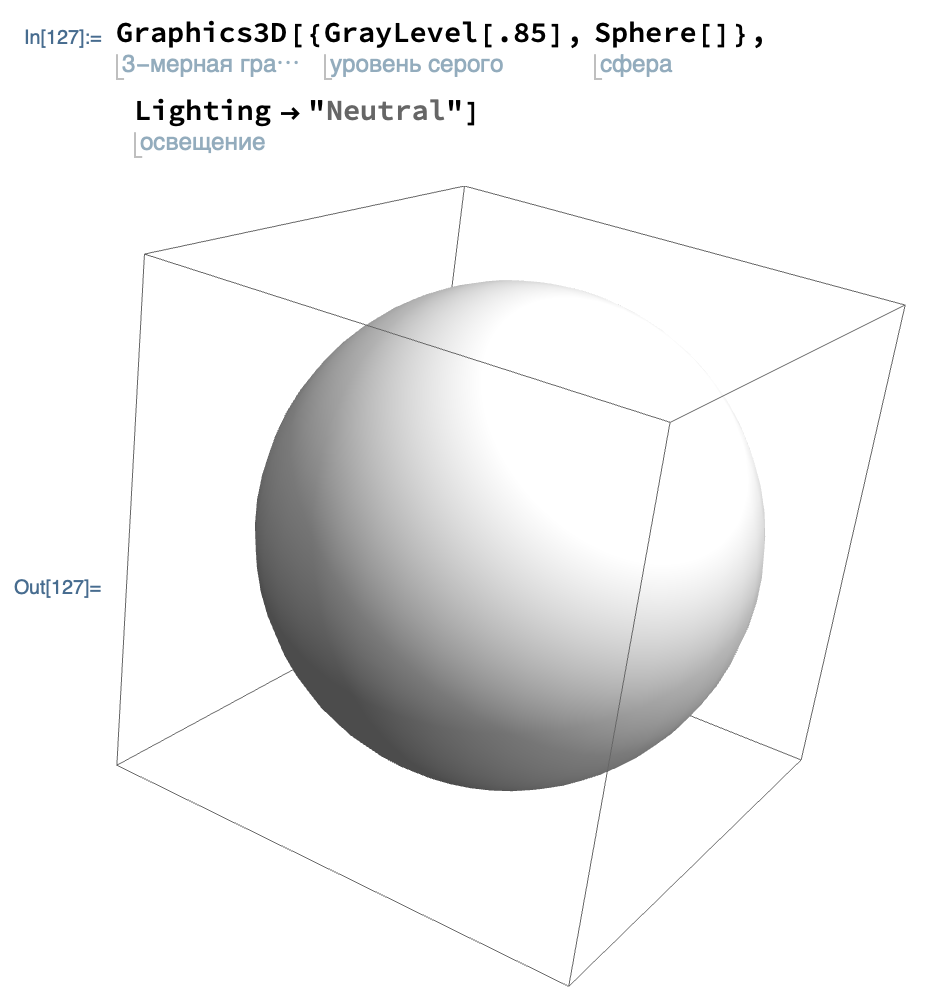 In[127]:= Graphics3D[{GrayLevel[.85], Sphere[]},
3-мерная гра… уровень серого сфера
Lighting → "Neutral"]
освещение
Out[127]=